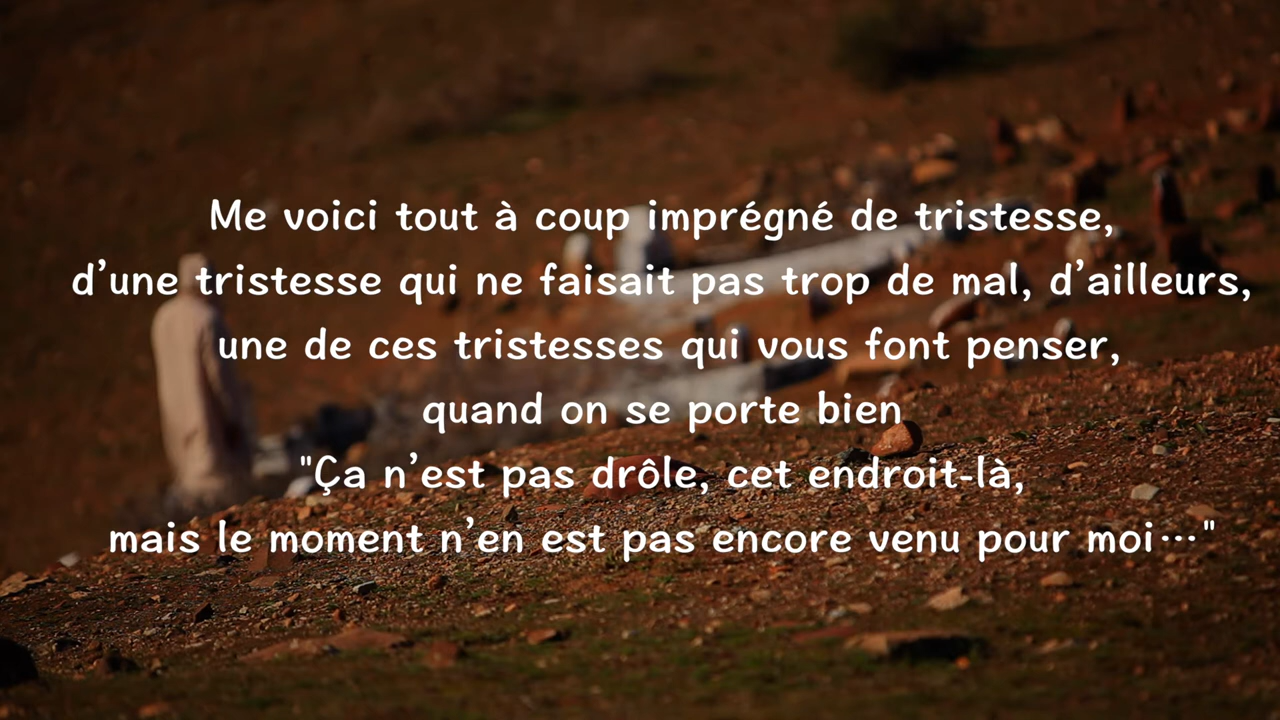 Me voici tout à coup imprégné de tristesse,
d’une tristesse qui ne faisait pas trop de mal, d’ailleurs,
une de ces tristesses qui vous font penser,
quand on se porte bien
"Ça n’est pas drôle, cet endroit-là,
mais le moment n’en est pas encore venu pour moi…"